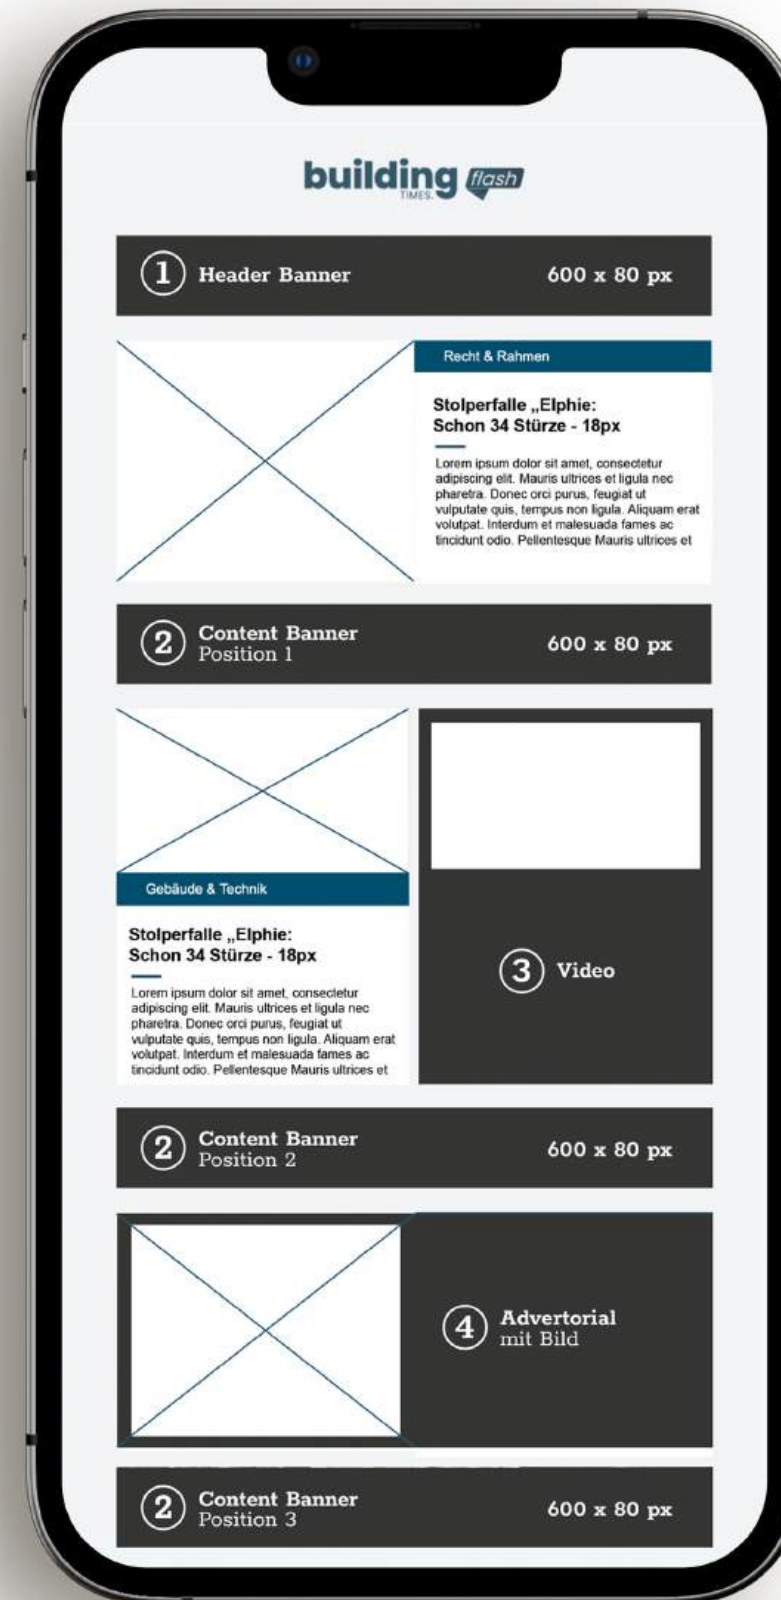 building
TIMES.
flash
1 Header Banner 600 x 80 px
Recht & Rahmen
Stolperfalle „Elphie:
Schon 34 Stürze - 18px
Lorem ipsum dolor sit amet, consectetur
adipiscing elit. Mauris ultrices et ligula nec
pharetra. Donec orci purus, feugiat ut
vulputate quis, tempus non ligula. Aliquam erat
volutpat. Interdum et malesuada fames ac
tincidunt odio. Pellentesque Mauris ultrices et
2 Content Banner 600 x 80 px
Position 1
Gebäude & Technik
Stolperfalle „Elphie:
Schon 34 Stürze - 18px
Lorem ipsum dolor sit amet, consectetur
adipiscing elit. Mauris ultrices et ligula nec
pharetra. Donec orci purus, feugiat ut
vulputate quis, tempus non ligula. Aliquam erat
volutpat. Interdum et malesuada fames ac
tincidunt odio. Pellentesque Mauris ultrices et
3 Video
2 Content Banner 600 x 80 px
Position 2
4 Advertorial
mit Bild
2 Content Banner 600 x 80 px
Position 3